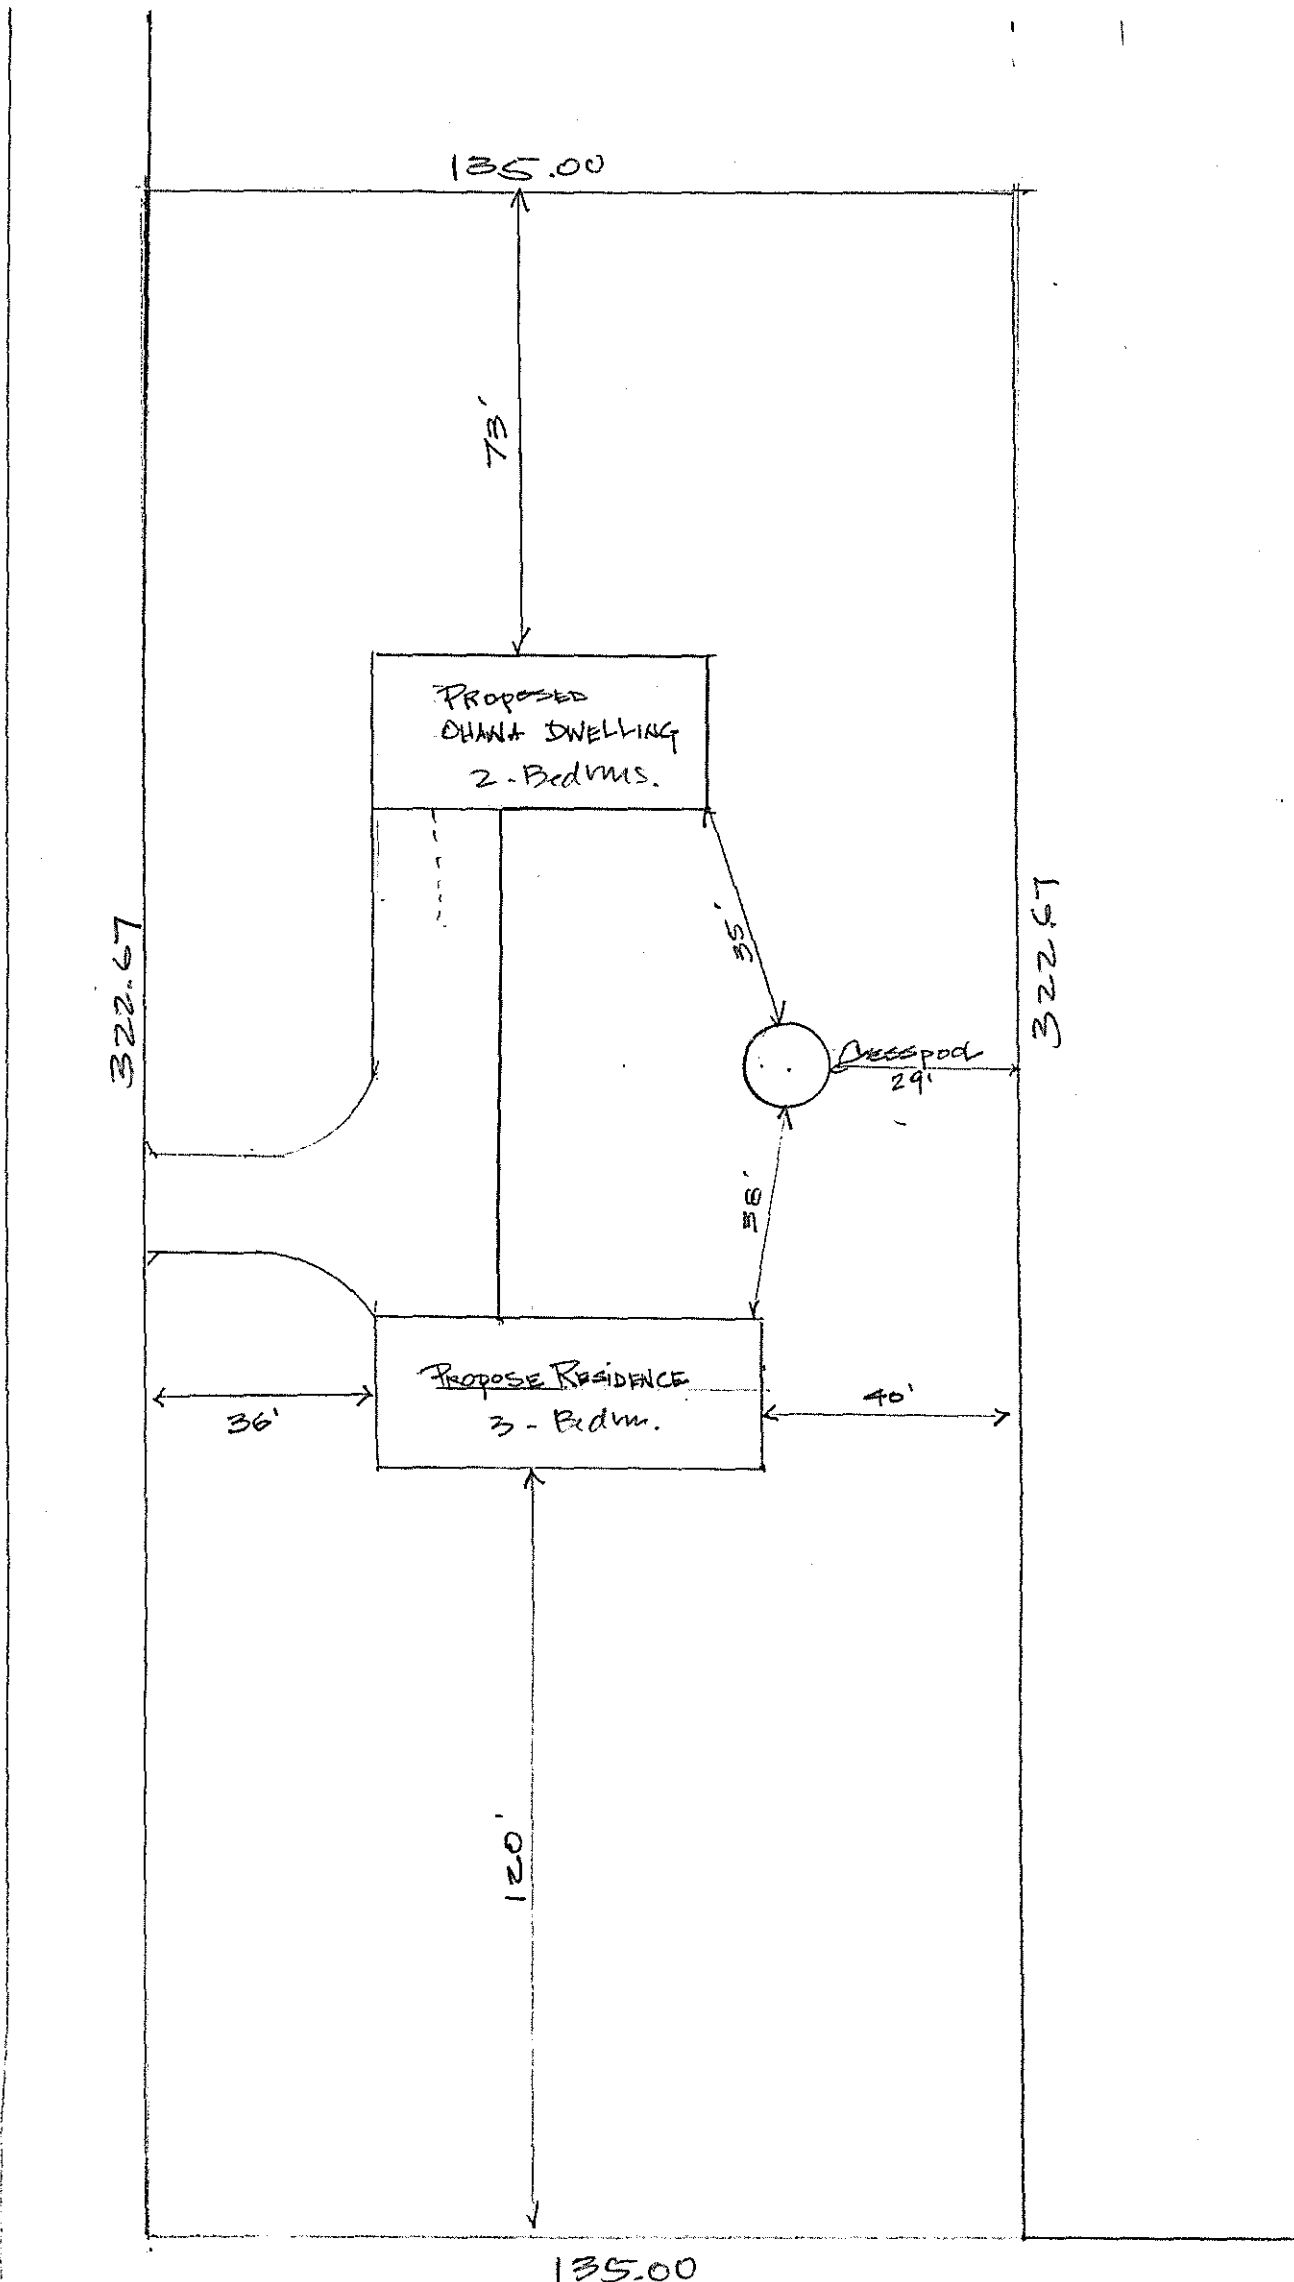 135.00
73'
PROPOSED
OHANA DWELLING
2-Bedrms.
322.67
322.67
35'
Cesspool
29'
38'
PROPOSE RESIDENCE
3-Bedrm.
36'
40'
120'
135.00